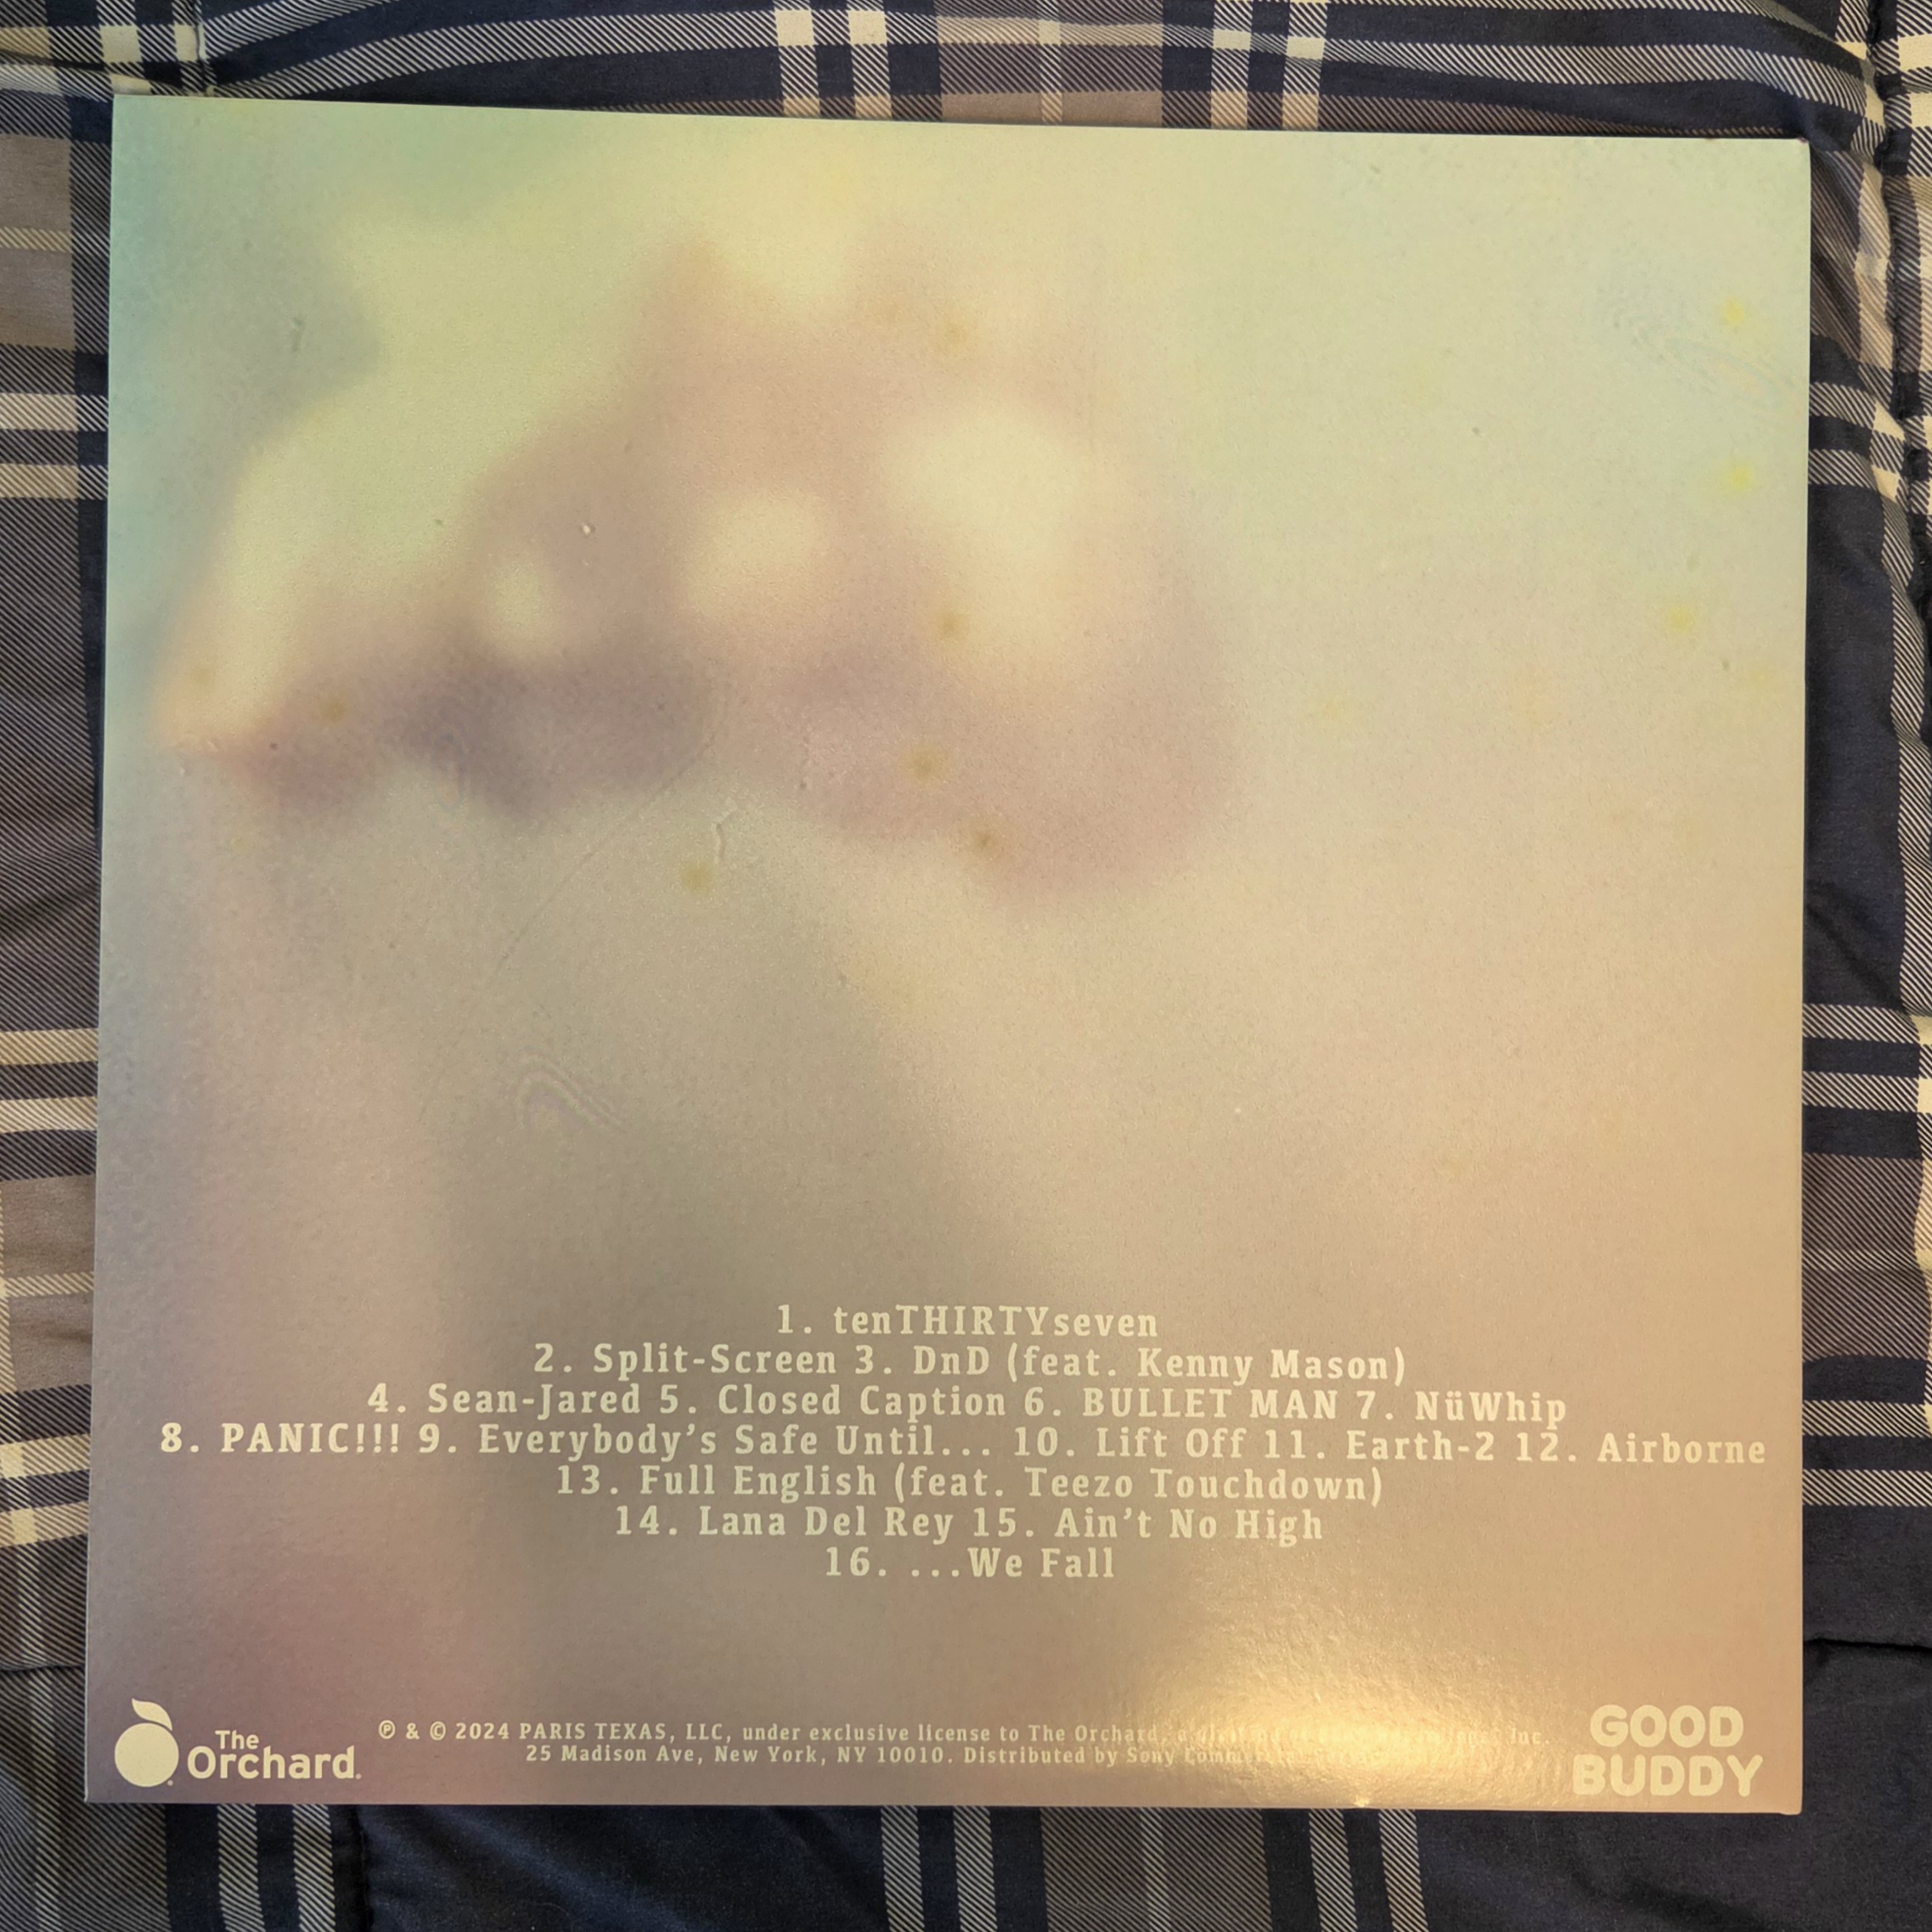 1. tenTHIRTYseven
2. Split-Screen 3. DnD (feat. Kenny Mason)
4. Sean-Jared 5. Closed Caption 6. BULLET MAN 7. NüWhip
8. PANIC!!! 9. Everybody's Safe Until... 10. Lift Off 11. Earth-2 12. Airborne
13. Full English (feat. Teezo Touchdown)
14. Lana Del Rey 15. Ain't No High
16. ...We Fall
The
Orchard®
℗ & © 2024 PARIS TEXAS, LLC, under exclusive license to The Orchard, a Inc.
25 Madison Ave, New York, NY 10010. Distributed by Sony
GOOD
BUDDY